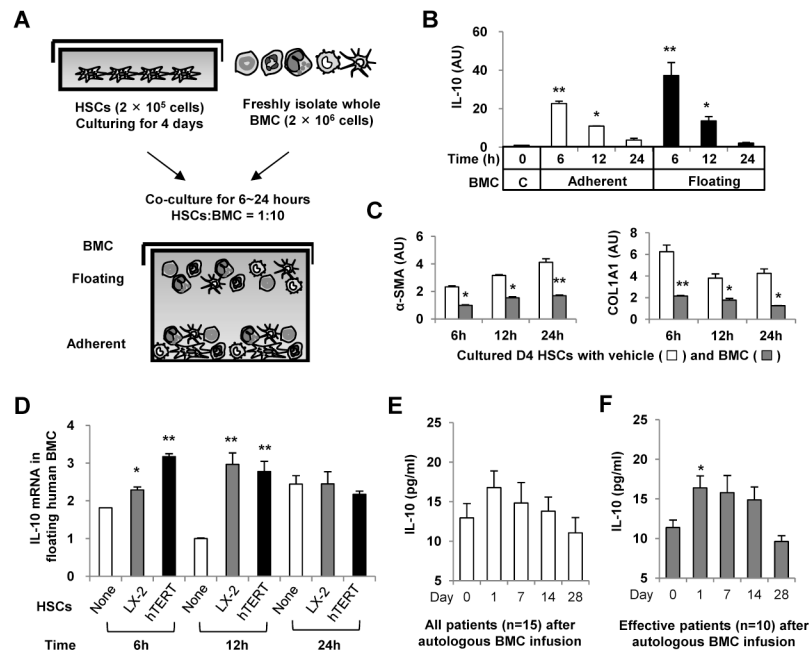 A
HSCs (2 × 10⁵ cells)
Culturing for 4 days
Freshly isolate whole
BMC (2 × 10⁶ cells)
Co-culture for 6~24 hours
HSCs:BMC = 1:10
BMC
Floating
Adherent
B
IL-10 (AU)
60
40
20
0
** * ** *
Time (h) 0 6 12 24 6 12 24
BMC C Adherent Floating
C
α-SMA (AU)
6
4
2
0
* * **
6h 12h 24h
COL1A1 (AU)
8
6
4
2
0
** * *
6h 12h 24h
Cultured D4 HSCs with vehicle ( ) and BMC ( )
D
IL-10 mRNA in
floating human BMC
4
3
2
1
0
* ** ** **
HSCs None LX-2 hTERT None LX-2 hTERT None LX-2 hTERT
Time 6h 12h 24h
E
IL-10 (pg/ml)
25
20
15
10
5
Day 0 1 7 14 28
All patients (n=15) after
autologous BMC infusion
F
IL-10 (pg/ml)
25
20
15
10
5
*
Day 0 1 7 14 28
Effective patients (n=10) after
autologous BMC infusion